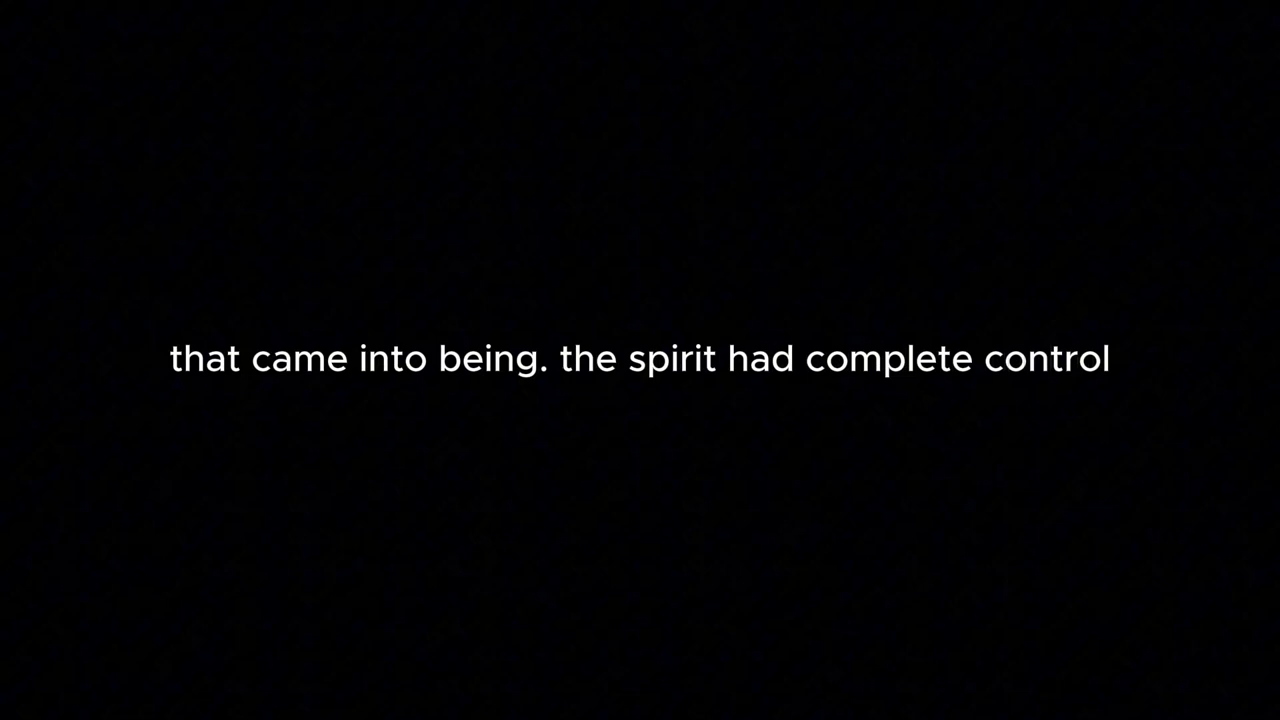 that came into being. the spirit had complete control